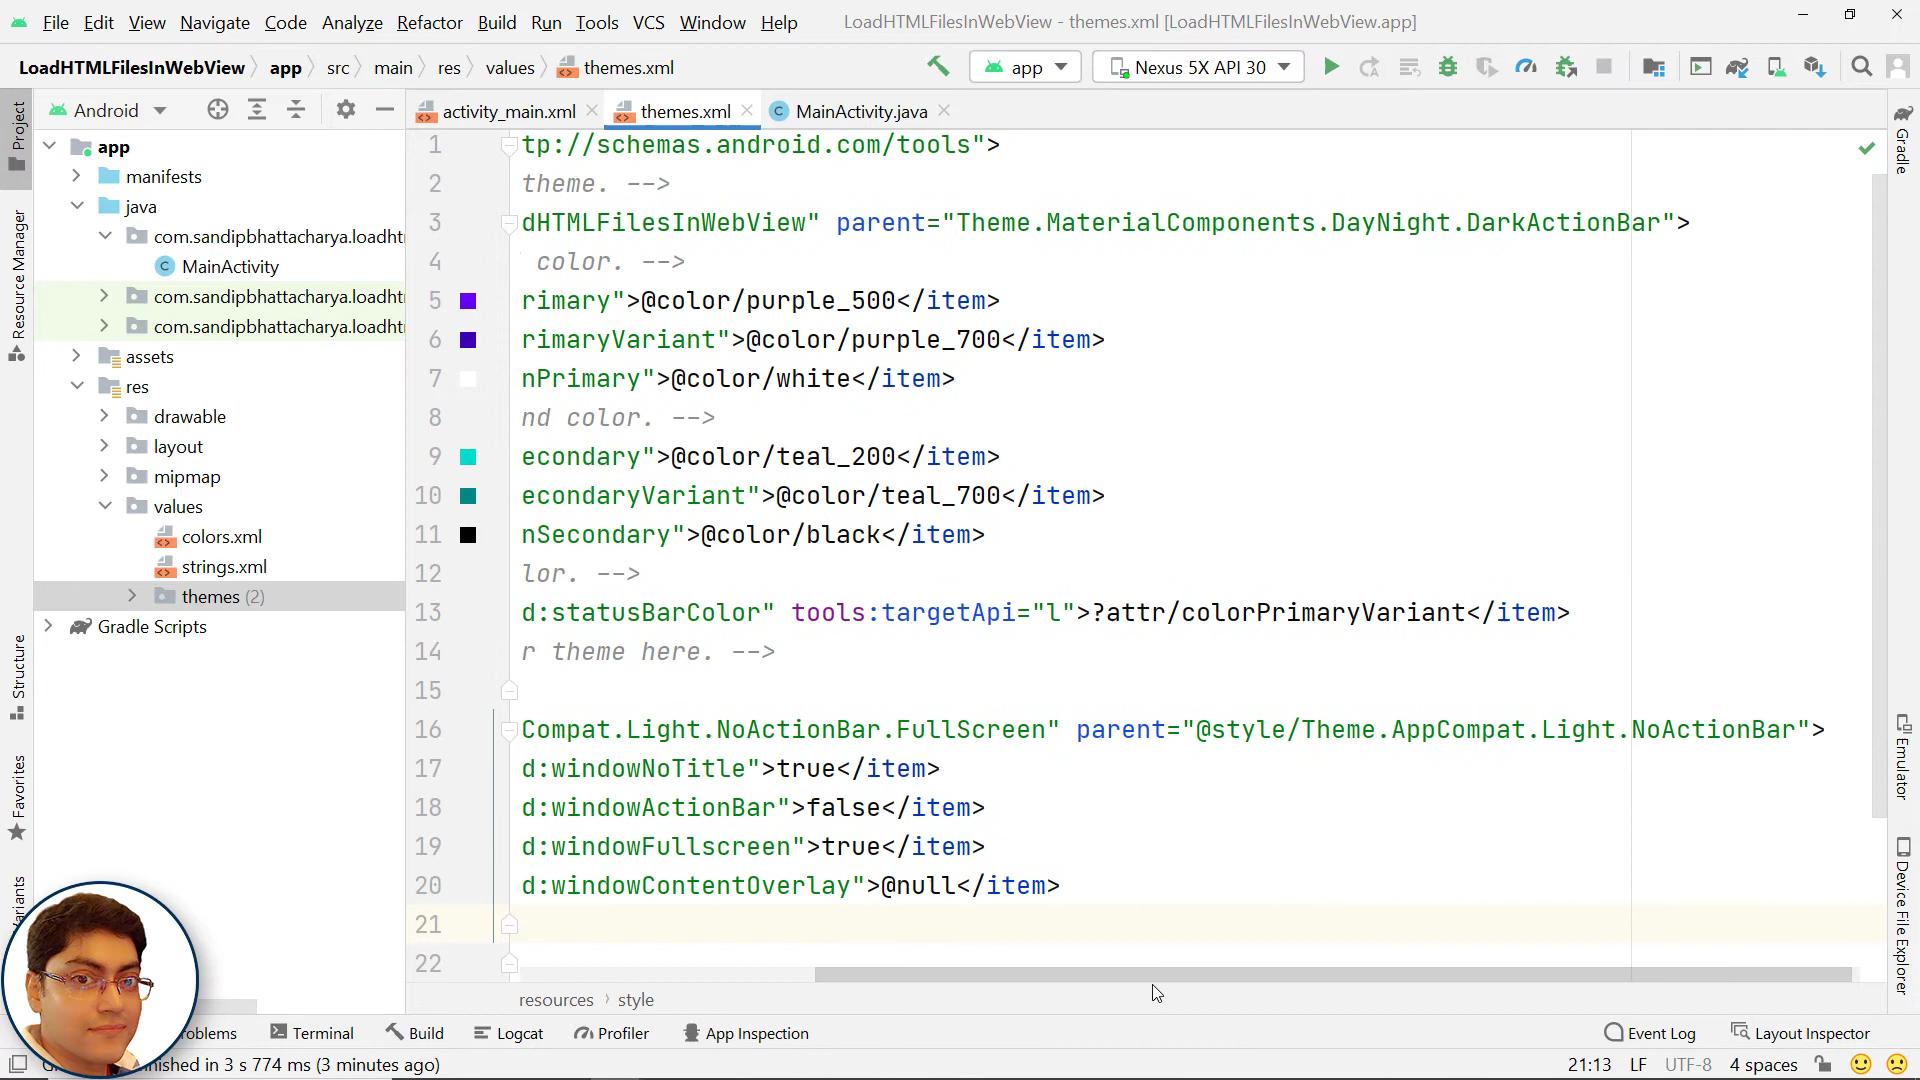 File Edit View Navigate Code Analyze Refactor Build Run Tools VCS Window Help LoadHTMLFilesInWebView - themes.xml [LoadHTMLFilesInWebView.app]
LoadHTMLFilesInWebView app src main res values themes.xml app Nexus 5X API 30
Android
activity_main.xml themes.xml MainActivity.java
Project
Resource Manager
Structure
Favorites
app
manifests
java
com.sandipbhattacharya.loadht
MainActivity
com.sandipbhattacharya.loadht
com.sandipbhattacharya.loadht
assets
res
drawable
layout
mipmap
values
colors.xml
strings.xml
themes (2)
Gradle Scripts
1 tp://schemas.android.com/tools">
2 theme. -->
3 dHTMLFilesInWebView" parent="Theme.MaterialComponents.DayNight.DarkActionBar">
4 color. -->
5 rimary">@color/purple_500</item>
6 rimaryVariant">@color/purple_700</item>
7 nPrimary">@color/white</item>
8 nd color. -->
9 econdary">@color/teal_200</item>
10 econdaryVariant">@color/teal_700</item>
11 nSecondary">@color/black</item>
12 lor. -->
13 d:statusBarColor" tools:targetApi="l">?attr/colorPrimaryVariant</item>
14 r theme here. -->
15
16 Compat.Light.NoActionBar.FullScreen" parent="@style/Theme.AppCompat.Light.NoActionBar">
17 d:windowNoTitle">true</item>
18 d:windowActionBar">false</item>
19 d:windowFullscreen">true</item>
20 d:windowContentOverlay">@null</item>
21
22
resources › style
Gradle
Emulator
Device File Explorer
Terminal Build Logcat Profiler App Inspection Event Log Layout Inspector
in 3 s 774 ms (3 minutes ago) 21:13 LF UTF-8 4 spaces